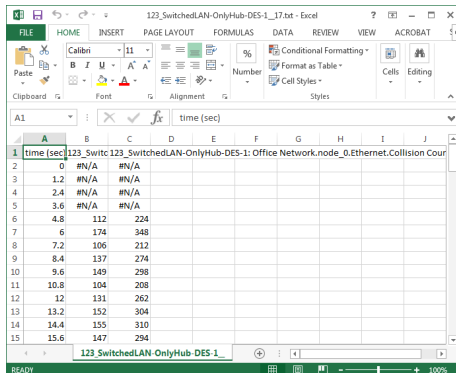 123_SwitchedLAN-OnlyHub-DES-1__17.txt - Excel
FILE HOME INSERT PAGE LAYOUT FORMULAS DATA REVIEW VIEW ACROBAT
Calibri 11 % Conditional Formatting
Paste B I U A A Number Format as Table Cells Editing
Cell Styles
Clipboard Font Alignment Styles
A1 fx time (sec)
A B C D E F G H I J
1 time (sec) 123_Switc 123_SwitchedLAN-OnlyHub-DES-1: Office Network.node_0.Ethernet.Collision Cour
2 0 #N/A #N/A
3 1.2 #N/A #N/A
4 2.4 #N/A #N/A
5 3.6 #N/A #N/A
6 4.8 112 224
7 6 174 348
8 7.2 106 212
9 8.4 137 274
10 9.6 149 298
11 10.8 104 208
12 12 131 262
13 13.2 152 304
14 14.4 155 310
15 15.6 147 294
123_SwitchedLAN-OnlyHub-DES-1__
READY 100%